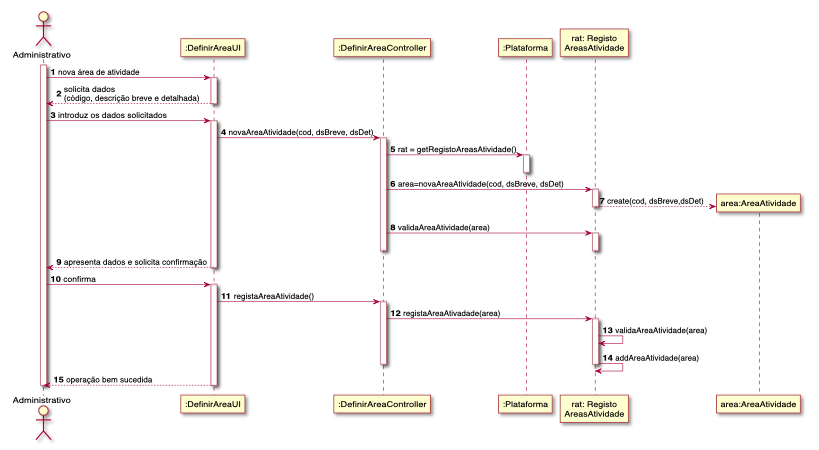 Administrativo
:DefinirAreaUI
:DefinirAreaController
:Plataforma
rat: Registo
AreasAtividade
1 nova área de atividade
2 solicita dados
(código, descrição breve e detalhada)
3 introduz os dados solicitados
4 novaAreaAtividade(cod, dsBreve, dsDet)
5 rat = getRegistoAreasAtividade()
6 area=novaAreaAtividade(cod, dsBreve, dsDet)
7 create(cod, dsBreve,dsDet)
area:AreaAtividade
8 validaAreaAtividade(area)
9 apresenta dados e solicita confirmação
10 confirma
11 registaAreaAtividade()
12 registaAreaAtivadade(area)
13 validaAreaAtividade(area)
14 addAreaAtividade(area)
15 operação bem sucedida
Administrativo
:DefinirAreaUI
:DefinirAreaController
:Plataforma
rat: Registo
AreasAtividade
area:AreaAtividade